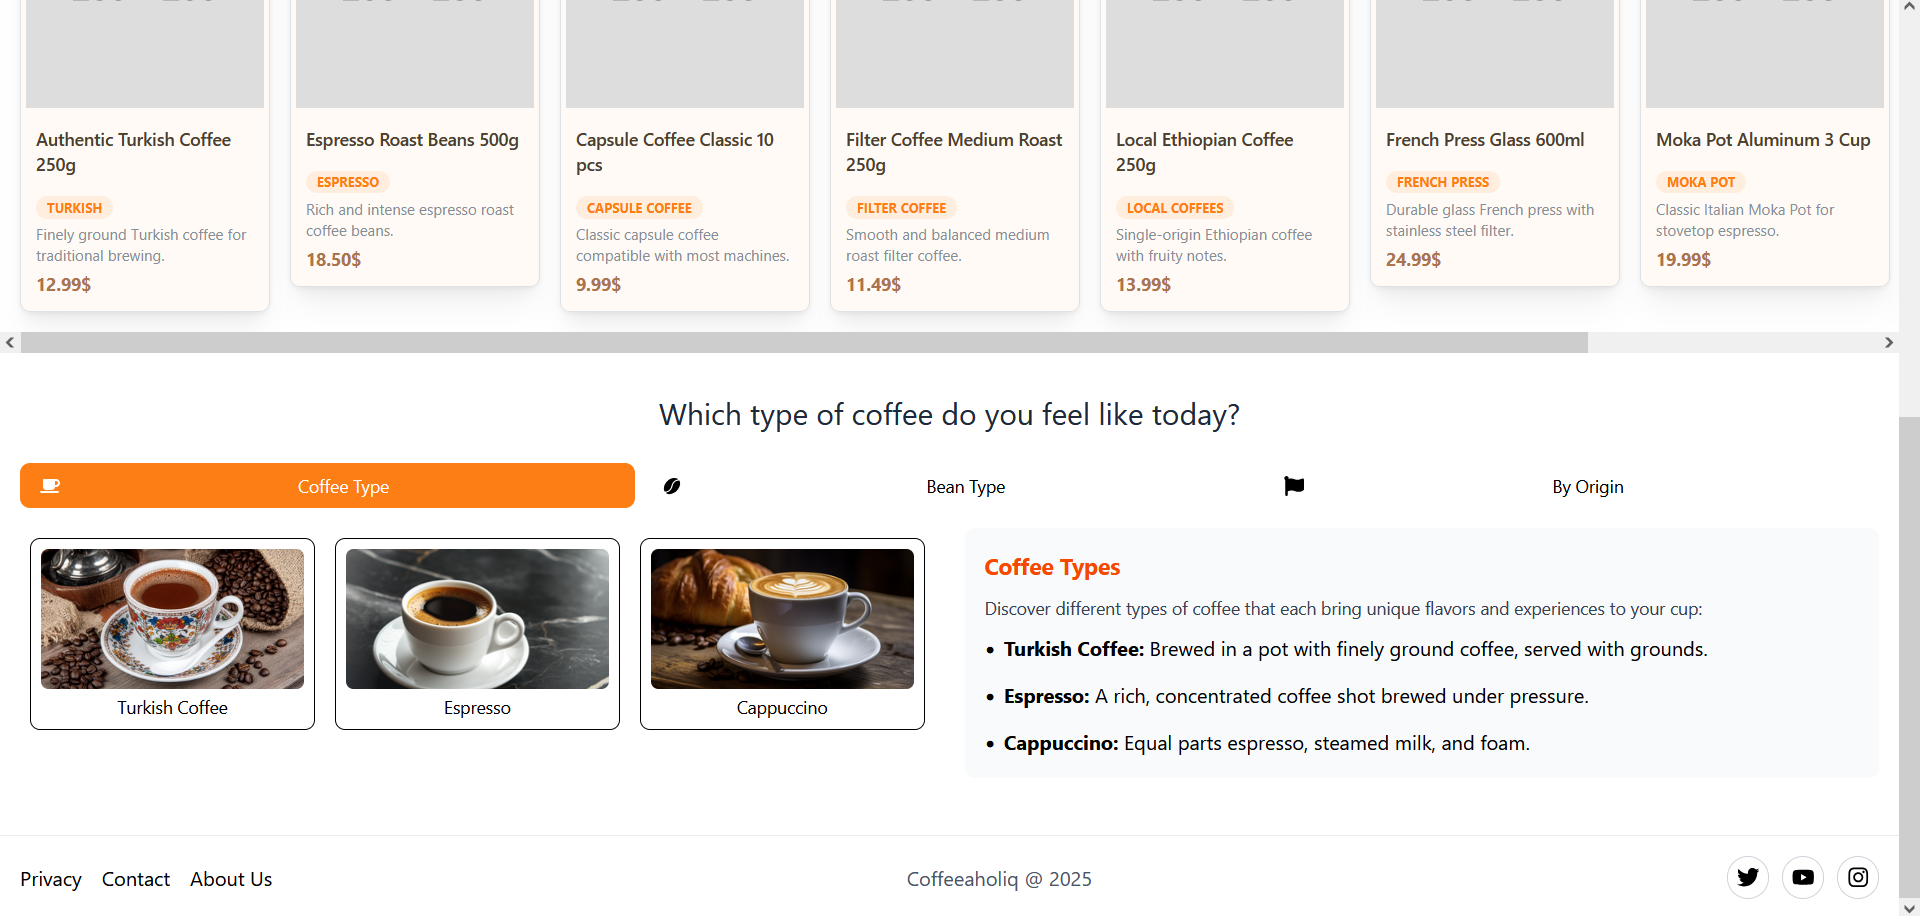 Authentic Turkish Coffee
250g
TURKISH
Finely ground Turkish coffee for
traditional brewing.
12.99$
Espresso Roast Beans 500g
ESPRESSO
Rich and intense espresso roast
coffee beans.
18.50$
Capsule Coffee Classic 10
pcs
CAPSULE COFFEE
Classic capsule coffee
compatible with most machines.
9.99$
Filter Coffee Medium Roast
250g
FILTER COFFEE
Smooth and balanced medium
roast filter coffee.
11.49$
Local Ethiopian Coffee
250g
LOCAL COFFEES
Single-origin Ethiopian coffee
with fruity notes.
13.99$
French Press Glass 600ml
FRENCH PRESS
Durable glass French press with
stainless steel filter.
24.99$
Moka Pot Aluminum 3 Cup
MOKA POT
Classic Italian Moka Pot for
stovetop espresso.
19.99$
Which type of coffee do you feel like today?
Coffee Type
Bean Type
By Origin
Turkish Coffee
Espresso
Cappuccino
Coffee Types
Discover different types of coffee that each bring unique flavors and experiences to your cup:
• Turkish Coffee: Brewed in a pot with finely ground coffee, served with grounds.
• Espresso: A rich, concentrated coffee shot brewed under pressure.
• Cappuccino: Equal parts espresso, steamed milk, and foam.
Privacy Contact About Us
Coffeeaholiq @ 2025